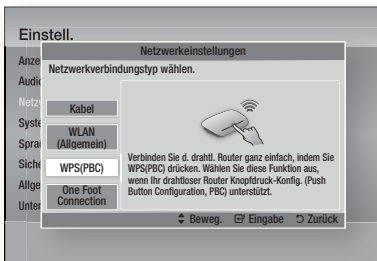 Einstell.
Netzwerkeinstellungen
Anze
Netzwerkverbindungstyp wählen.
Audio
Netzw
Syste
Sprac
Siche
Allge
Unter
Kabel
WLAN
(Allgemein)
WPS(PBC)
One Foot
Connection
Verbinden Sie d. drahtl. Router ganz einfach, indem Sie
WPS(PBC) drücken. Wählen Sie diese Funktion aus,
wenn Ihr drahtloser Router Knopfdruck-Konfig. (Push
Button Configuration, PBC) unterstützt.
Beweg. Eingabe Zurück